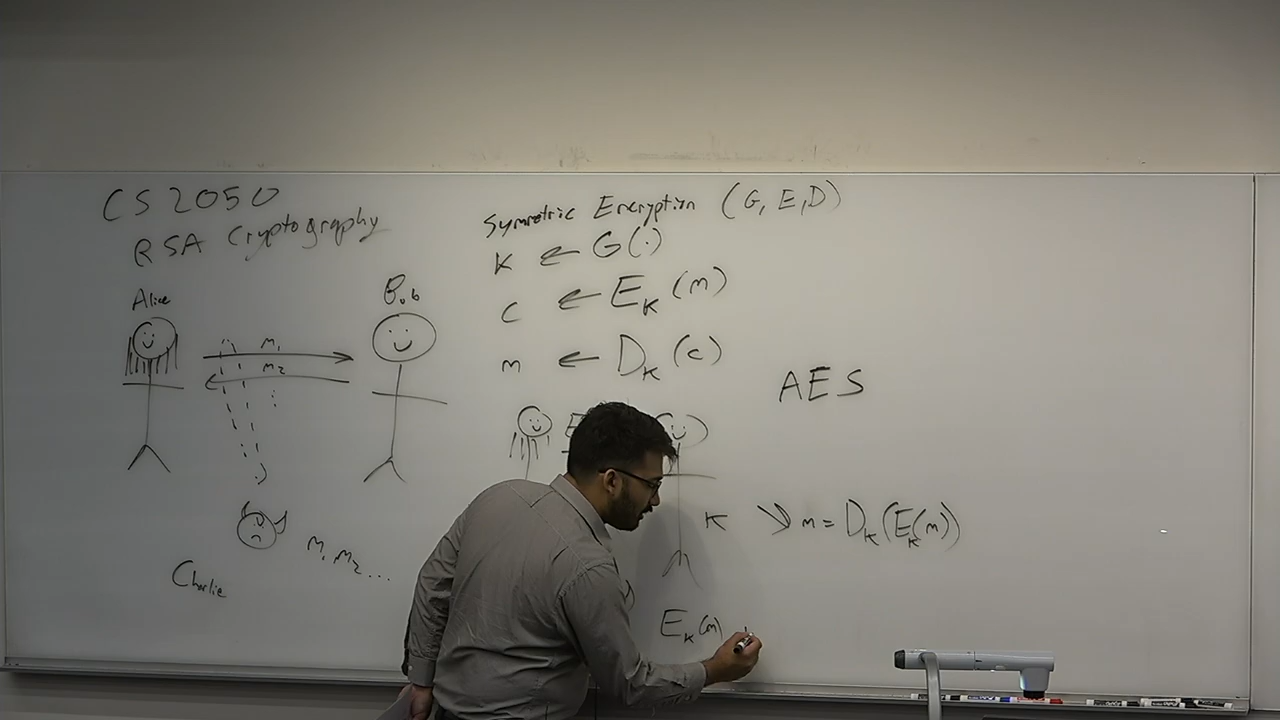 CS 2050
RSA Cryptography
Alice
Bob
m₁
m₂
⋮
Charlie
m₁ m₂ ...
Symmetric Encryption (G, E, D)
K ← G(·)
c ← E_K(m)
m ← D_K(c)
AES
K
m = D_K(E_K(m))
E_K(m)